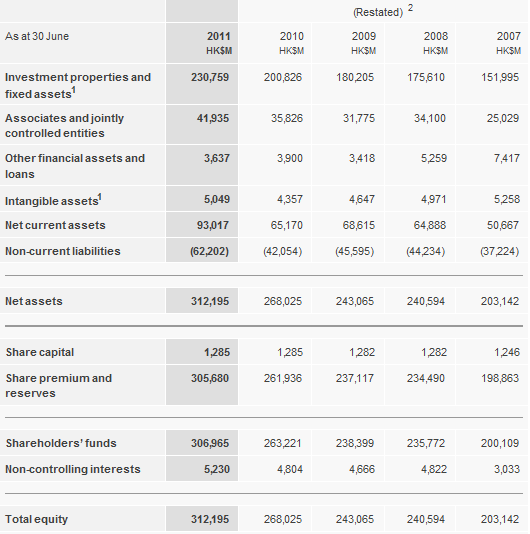 (Restated) 2
As at 30 June 2011 2010 2009 2008 2007
HK$M HK$M HK$M HK$M HK$M
Investment properties and 230,759 200,826 180,205 175,610 151,995
fixed assets1
Associates and jointly 41,935 35,826 31,775 34,100 25,029
controlled entities
Other financial assets and 3,637 3,900 3,418 5,259 7,417
loans
Intangible assets1 5,049 4,357 4,647 4,971 5,258
Net current assets 93,017 65,170 68,615 64,888 50,667
Non-current liabilities (62,202) (42,054) (45,595) (44,234) (37,224)
Net assets 312,195 268,025 243,065 240,594 203,142
Share capital 1,285 1,285 1,282 1,282 1,246
Share premium and 305,680 261,936 237,117 234,490 198,863
reserves
Shareholders' funds 306,965 263,221 238,399 235,772 200,109
Non-controlling interests 5,230 4,804 4,666 4,822 3,033
Total equity 312,195 268,025 243,065 240,594 203,142